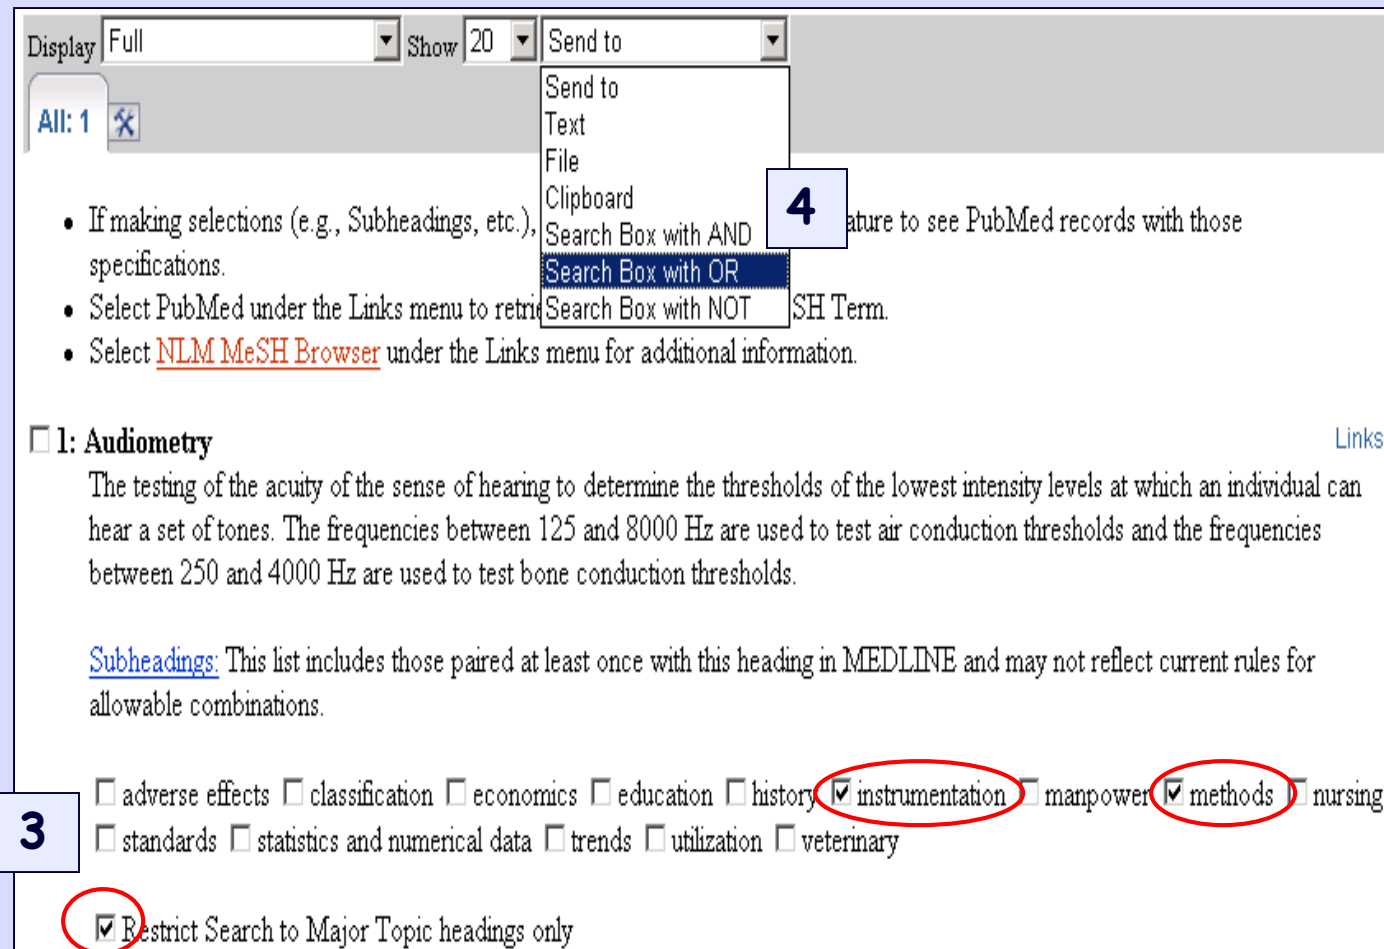 Display Full Show 20 Send to
All: 1
Send to
Text
File
Clipboard
Search Box with AND
Search Box with OR
Search Box with NOT
4
• If making selections (e.g., Subheadings, etc.), ature to see PubMed records with those
specifications.
• Select PubMed under the Links menu to retri SH Term.
• Select NLM MeSH Browser under the Links menu for additional information.
1: Audiometry Links
The testing of the acuity of the sense of hearing to determine the thresholds of the lowest intensity levels at which an individual can
hear a set of tones. The frequencies between 125 and 8000 Hz are used to test air conduction thresholds and the frequencies
between 250 and 4000 Hz are used to test bone conduction thresholds.
Subheadings: This list includes those paired at least once with this heading in MEDLINE and may not reflect current rules for
allowable combinations.
adverse effects classification economics education history instrumentation manpower methods nursing
3
standards statistics and numerical data trends utilization veterinary
Restrict Search to Major Topic headings only